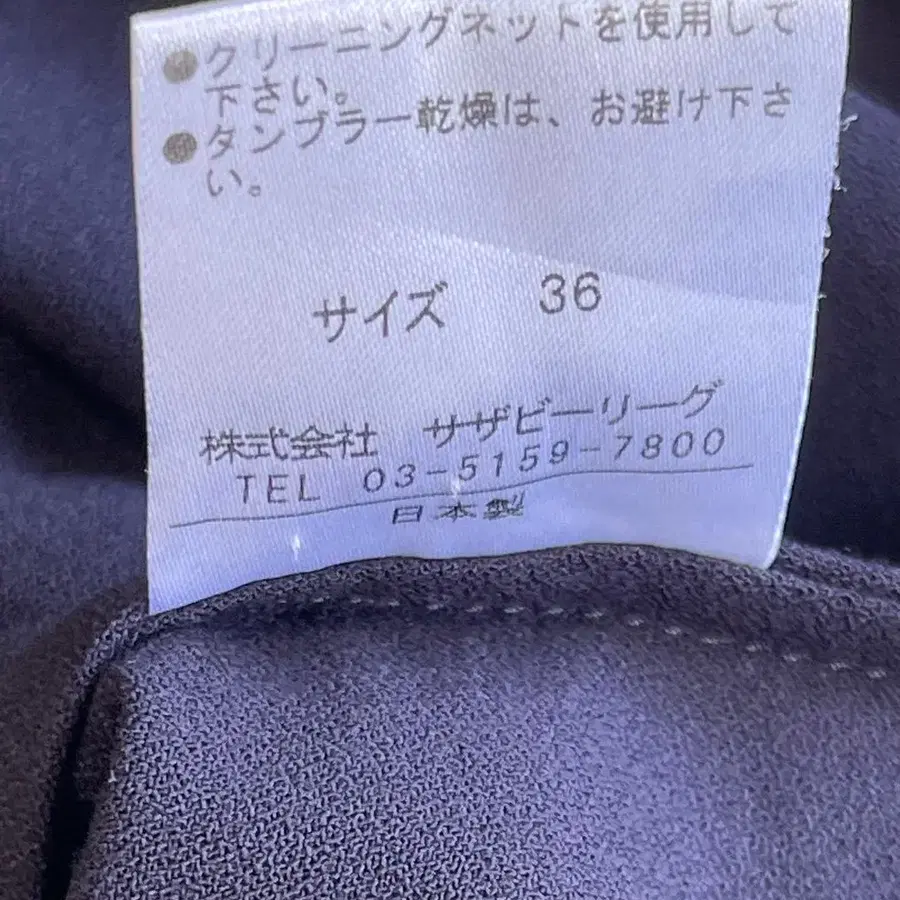 ●クリーニングネットを使用して
下さい。
●タンブラー乾燥は、お避け下さ
い。
サイズ 36
株式会社 サザビーリーグ
TEL 03-5159-7800
日本製